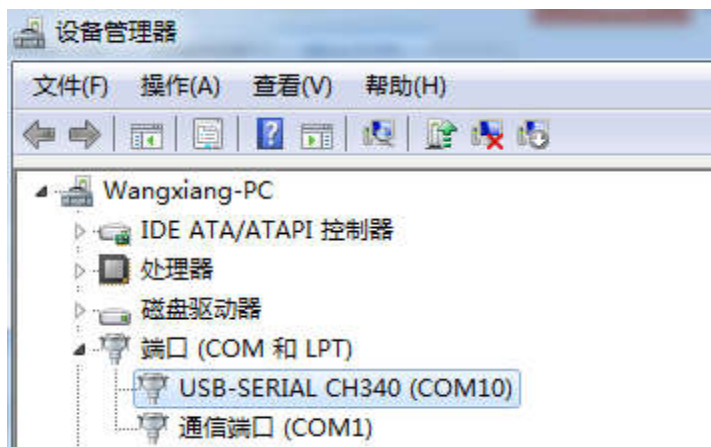 设备管理器
文件(F) 操作(A) 查看(V) 帮助(H)
Wangxiang-PC
IDE ATA/ATAPI 控制器
处理器
磁盘驱动器
端口 (COM 和 LPT)
USB-SERIAL CH340 (COM10)
通信端口 (COM1)